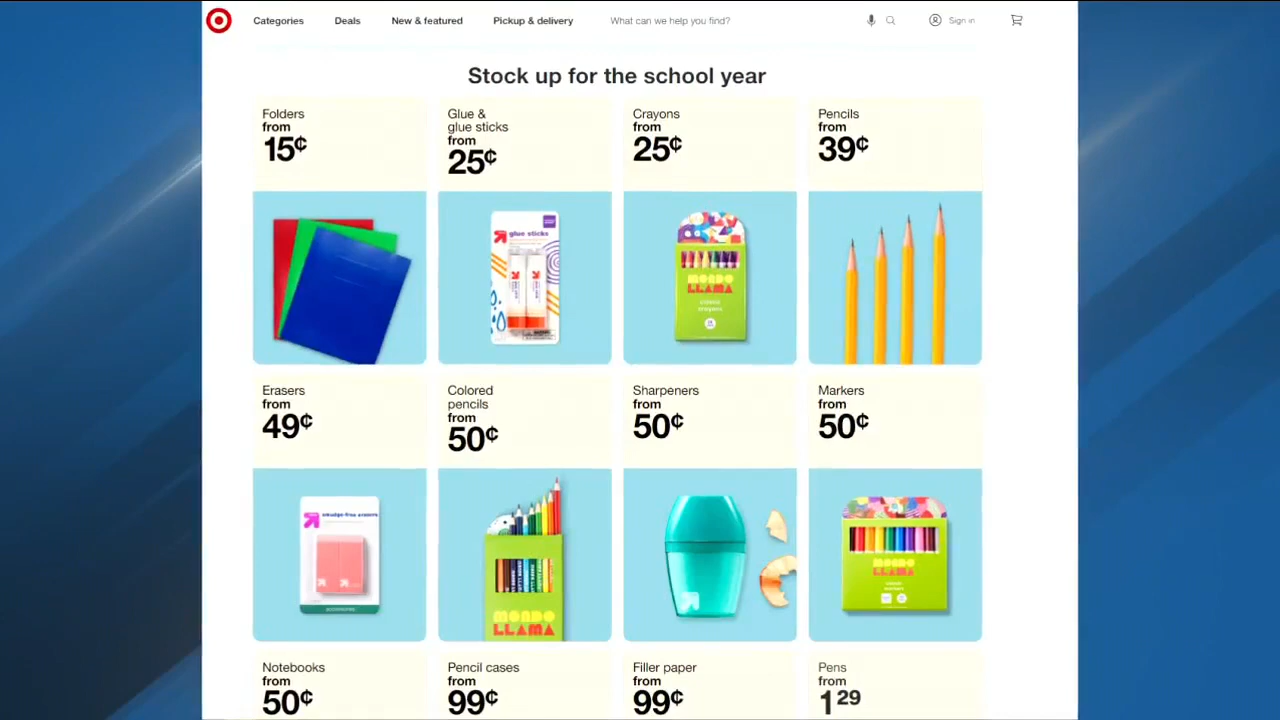 Categories
Deals
New & featured
Pickup & delivery
What can we help you find?
Sign in
Stock up for the school year
Folders
from
15¢
Glue &
glue sticks
from
25¢
Crayons
from
25¢
Pencils
from
39¢
glue sticks
MONDO
LLAMA
Erasers
from
49¢
Colored
pencils
from
50¢
Sharpeners
from
50¢
Markers
from
50¢
smudge-free erasers
MONDO
LLAMA
MONDO
LLAMA
Notebooks
from
50¢
Pencil cases
from
99¢
Filler paper
from
99¢
Pens
from
1 29